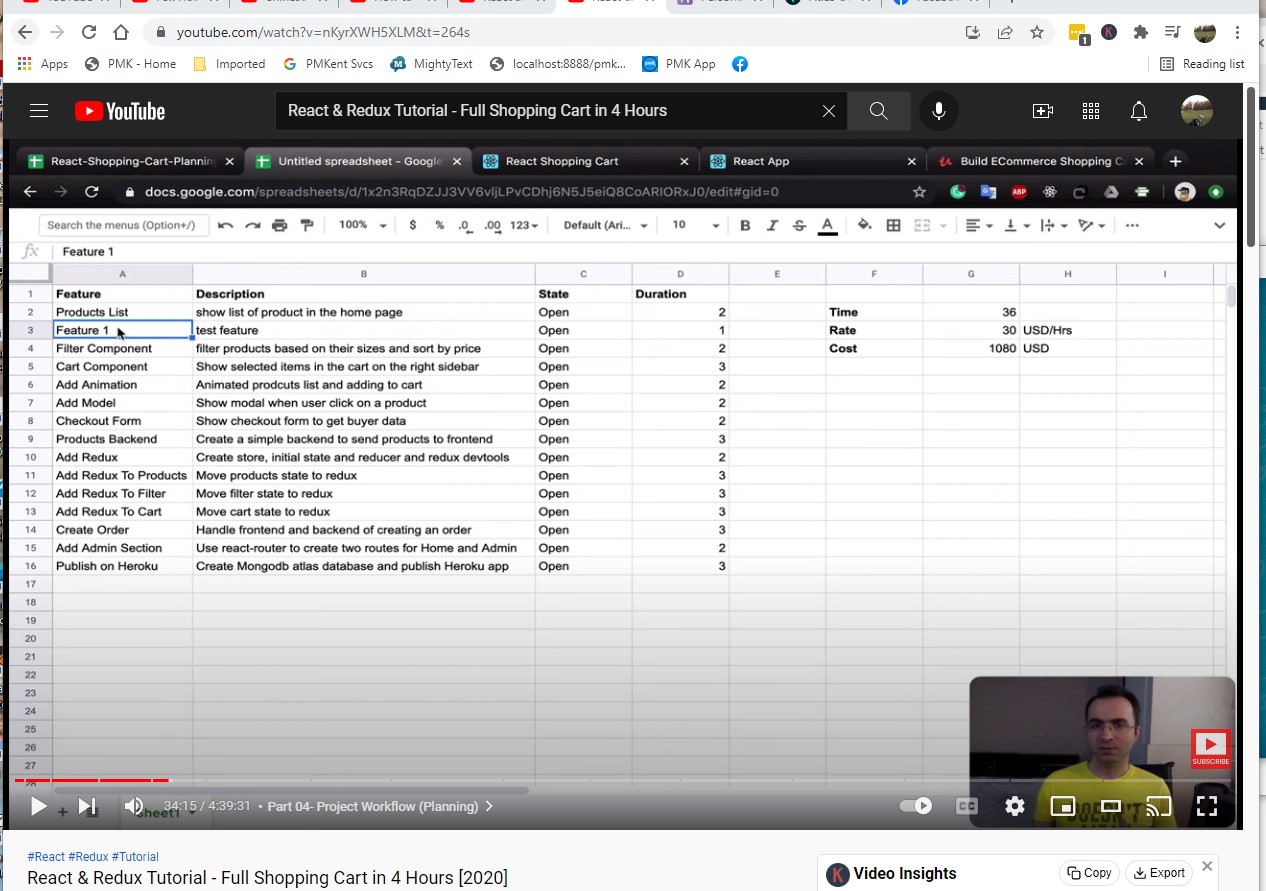 youtube.com/watch?v=nKyrXWH5XLM&t=264s
1
Apps PMK - Home Imported PMKent Svcs MightyText localhost:8888/pmk... PMK App Reading list
YouTube React & Redux Tutorial - Full Shopping Cart in 4 Hours
React-Shopping-Cart-Plannin Untitled spreadsheet - Google React Shopping Cart React App Build ECommerce Shopping C
docs.google.com/spreadsheets/d/1x2n3RqDZJJ3VV6vljLPvCDhj6N5J5eiQ8CoARlORxJ0/edit#gid=0 ABP
Search the menus (Option+/) 100% $ % .0 .00 123 Default (Ari... 10 B I S A
fx Feature 1
A B C D E F G H I
1 Feature Description State Duration
2 Products List show list of product in the home page Open 2 Time 36
3 Feature 1 test feature Open 1 Rate 30 USD/Hrs
4 Filter Component filter products based on their sizes and sort by price Open 2 Cost 1080 USD
5 Cart Component Show selected items in the cart on the right sidebar Open 3
6 Add Animation Animated prodcuts list and adding to cart Open 2
7 Add Model Show modal when user click on a product Open 2
8 Checkout Form Show checkout form to get buyer data Open 2
9 Products Backend Create a simple backend to send products to frontend Open 3
10 Add Redux Create store, initial state and reducer and redux devtools Open 2
11 Add Redux To Products Move products state to redux Open 3
12 Add Redux To Filter Move filter state to redux Open 3
13 Add Redux To Cart Move cart state to redux Open 3
14 Create Order Handle frontend and backend of creating an order Open 3
15 Add Admin Section Use react-router to create two routes for Home and Admin Open 2
16 Publish on Heroku Create Mongodb atlas database and publish Heroku app Open 3
17
18
19
20
21
22
23
24
25
26
27
28
SUBSCRIBE
DOESN'T
34:15 / 4:39:31 • Part 04- Project Workflow (Planning) CC
Sheet1
#React #Redux #Tutorial
React & Redux Tutorial - Full Shopping Cart in 4 Hours [2020]
K Video Insights Copy Export